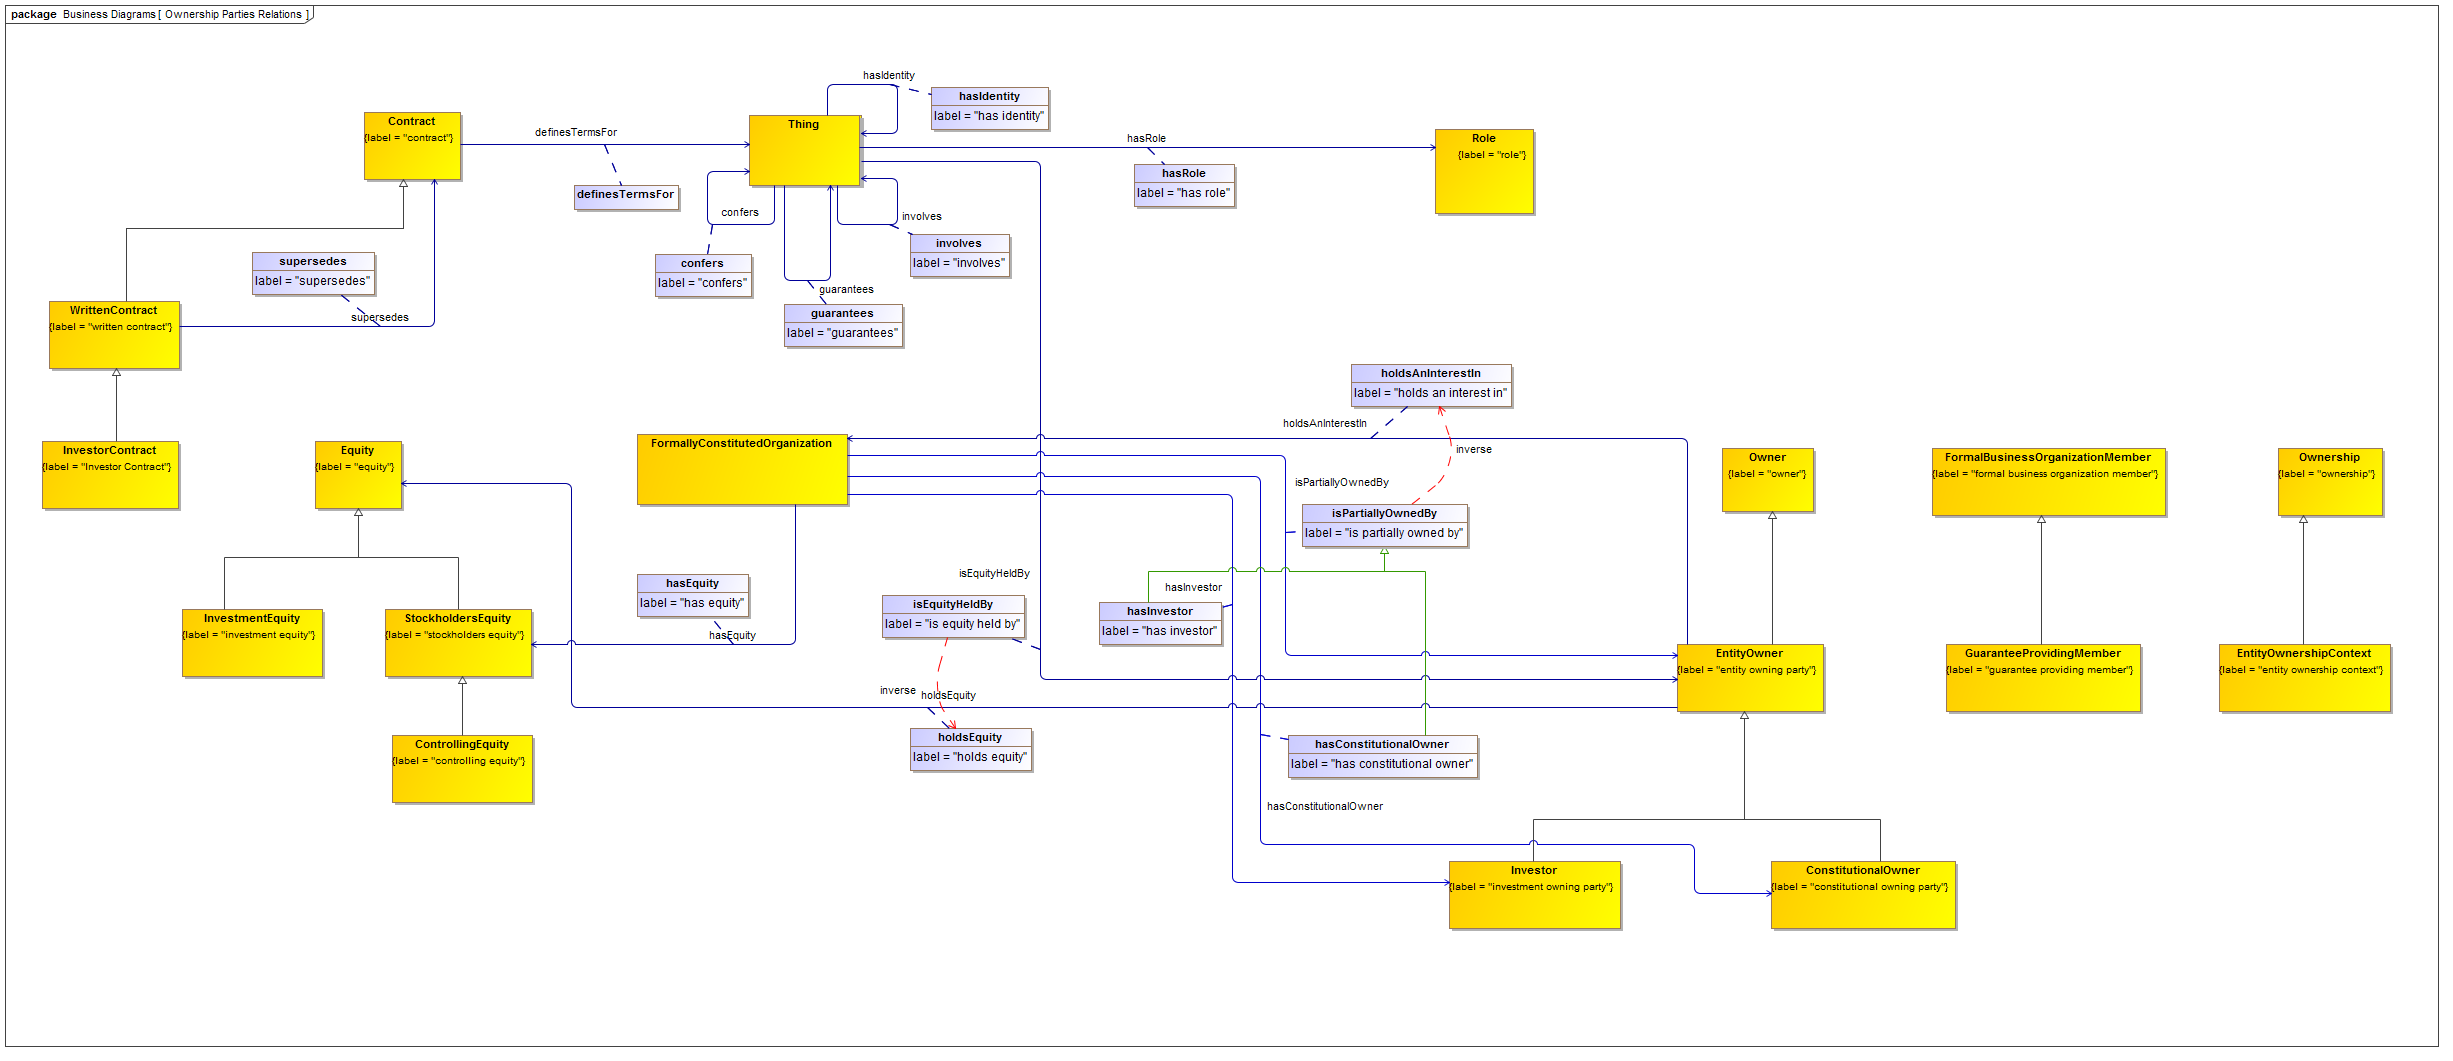 package Business Diagrams [ Ownership Parties Relations ]
hasIdentity
hasIdentity
label = "has identity"
Contract
{label = "contract"}
definesTermsFor
definesTermsFor
Thing
hasRole
hasRole
label = "has role"
Role
{label = "role"}
confers
confers
label = "confers"
involves
involves
label = "involves"
guarantees
guarantees
label = "guarantees"
supersedes
label = "supersedes"
supersedes
WrittenContract
{label = "written contract"}
holdsAnInterestIn
label = "holds an interest in"
holdsAnInterestIn
inverse
InvestorContract
{label = "Investor Contract"}
Equity
{label = "equity"}
FormallyConstitutedOrganization
Owner
{label = "owner"}
FormalBusinessOrganizationMember
{label = "formal business organization member"}
Ownership
{label = "ownership"}
isPartiallyOwnedBy
isPartiallyOwnedBy
label = "is partially owned by"
hasEquity
label = "has equity"
hasEquity
isEquityHeldBy
isEquityHeldBy
label = "is equity held by"
hasInvestor
hasInvestor
label = "has investor"
InvestmentEquity
{label = "investment equity"}
StockholdersEquity
{label = "stockholders equity"}
EntityOwner
{label = "entity owning party"}
GuaranteeProvidingMember
{label = "guarantee providing member"}
EntityOwnershipContext
{label = "entity ownership context"}
inverse
holdsEquity
holdsEquity
label = "holds equity"
ControllingEquity
{label = "controlling equity"}
hasConstitutionalOwner
label = "has constitutional owner"
hasConstitutionalOwner
Investor
{label = "investment owning party"}
ConstitutionalOwner
{label = "constitutional owning party"}